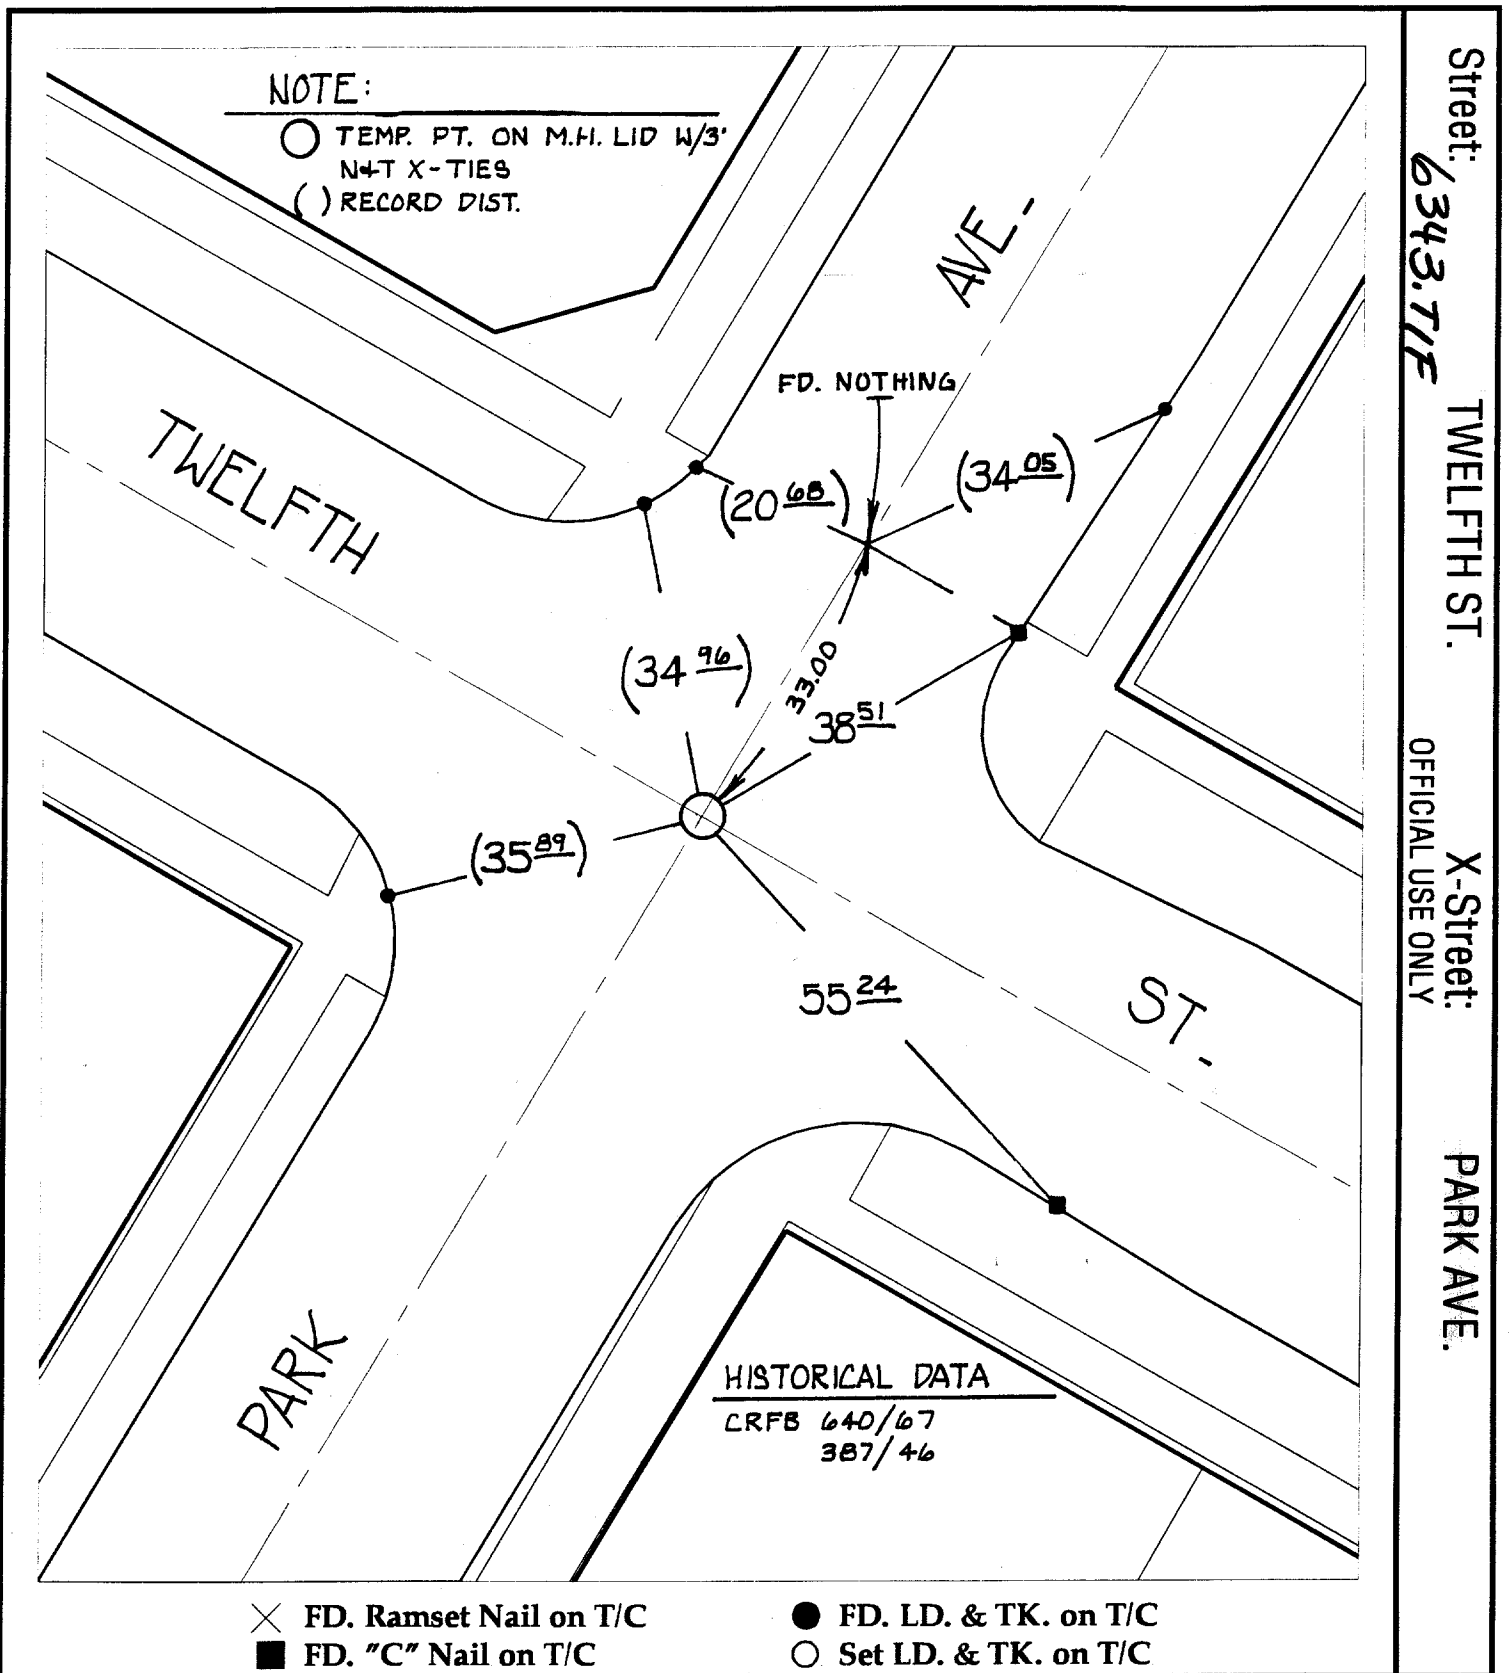 NOTE:
○ TEMP. PT. ON M.H. LID W/3'
N&T X-TIES
( ) RECORD DIST.
AVE.
FD. NOTHING
TWELFTH
(20 68)
(34 05)
(34 96)
33.00
38 51
(35 89)
55 24
ST.
PARK
HISTORICAL DATA
CRFB 640/67
387/46
FD. Ramset Nail on T/C
FD. LD. & TK. on T/C
FD. "C" Nail on T/C
Set LD. & TK. on T/C
Street: TWELFTH ST. X-Street: PARK AVE.
6343.TIF
OFFICIAL USE ONLY